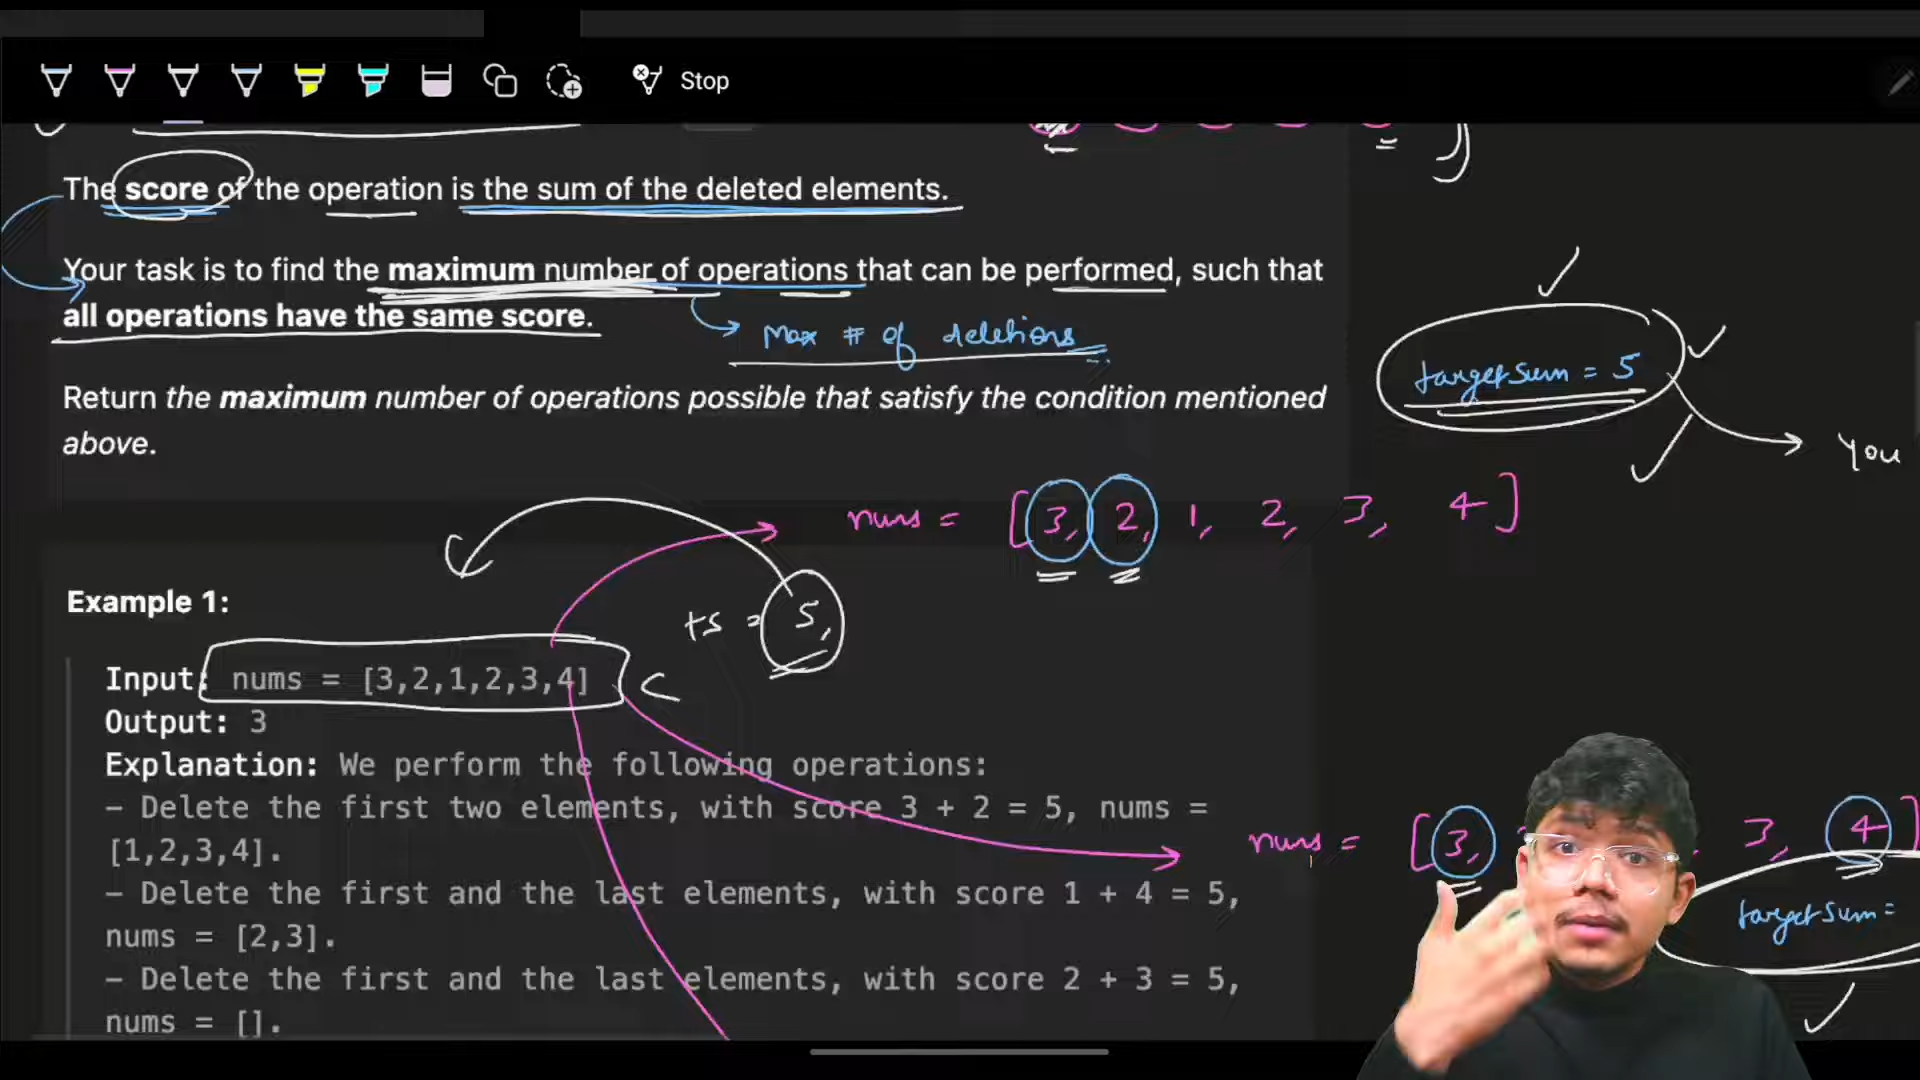 Stop
The score of the operation is the sum of the deleted elements.
Your task is to find the maximum number of operations that can be performed, such that
all operations have the same score.
Max # of deletions
targetsum = 5
Return the maximum number of operations possible that satisfy the condition mentioned
above.
you
nums = [3, 2, 1, 2, 3, 4]
Example 1:
ts = 5,
Input: nums = [3,2,1,2,3,4]
Output: 3
Explanation: We perform the following operations:
- Delete the first two elements, with score 3 + 2 = 5, nums =
[1,2,3,4].
nums = [3, 3, 4]
- Delete the first and the last elements, with score 1 + 4 = 5,
nums = [2,3].
targetsum =
- Delete the first and the last elements, with score 2 + 3 = 5,
nums = [].